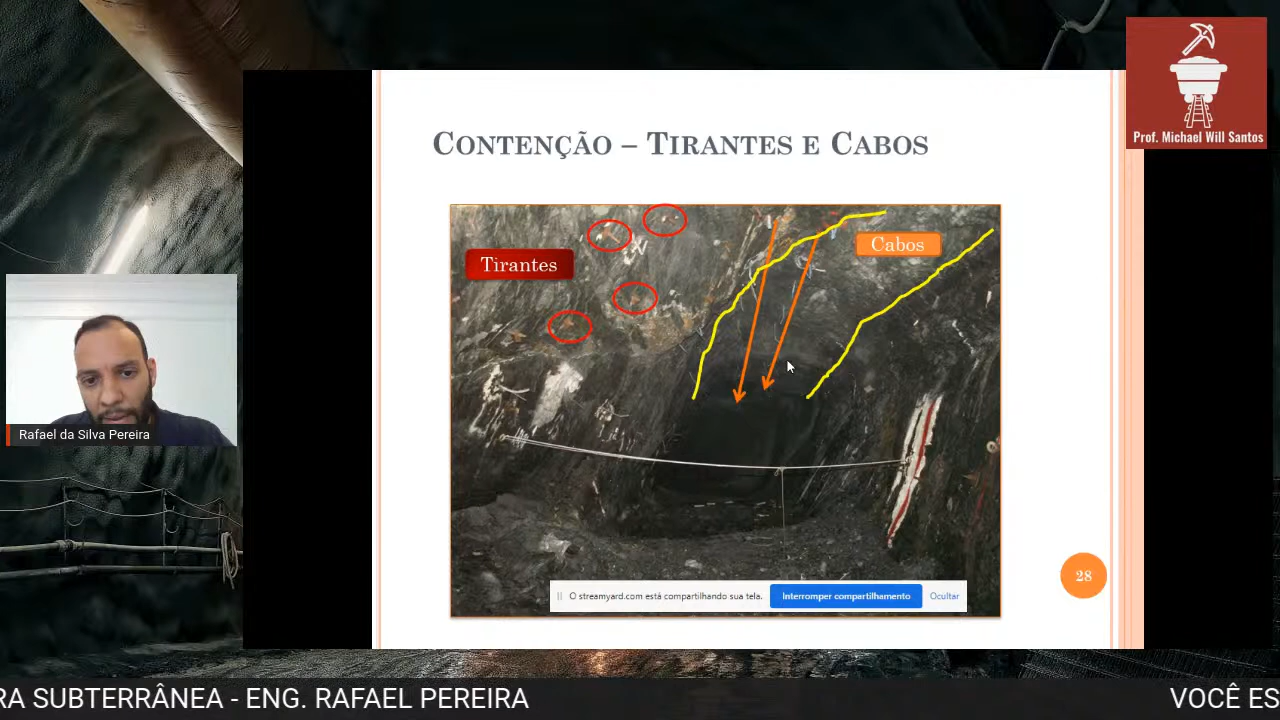 Prof. Michael Will Santos
CONTENÇÃO – TIRANTES E CABOS
Cabos
Tirantes
Rafael da Silva Pereira
28
O streamyard.com está compartilhando sua tela.
Interromper compartilhamento
Ocultar
RA SUBTERRÂNEA - ENG. RAFAEL PEREIRA
VOCÊ ES